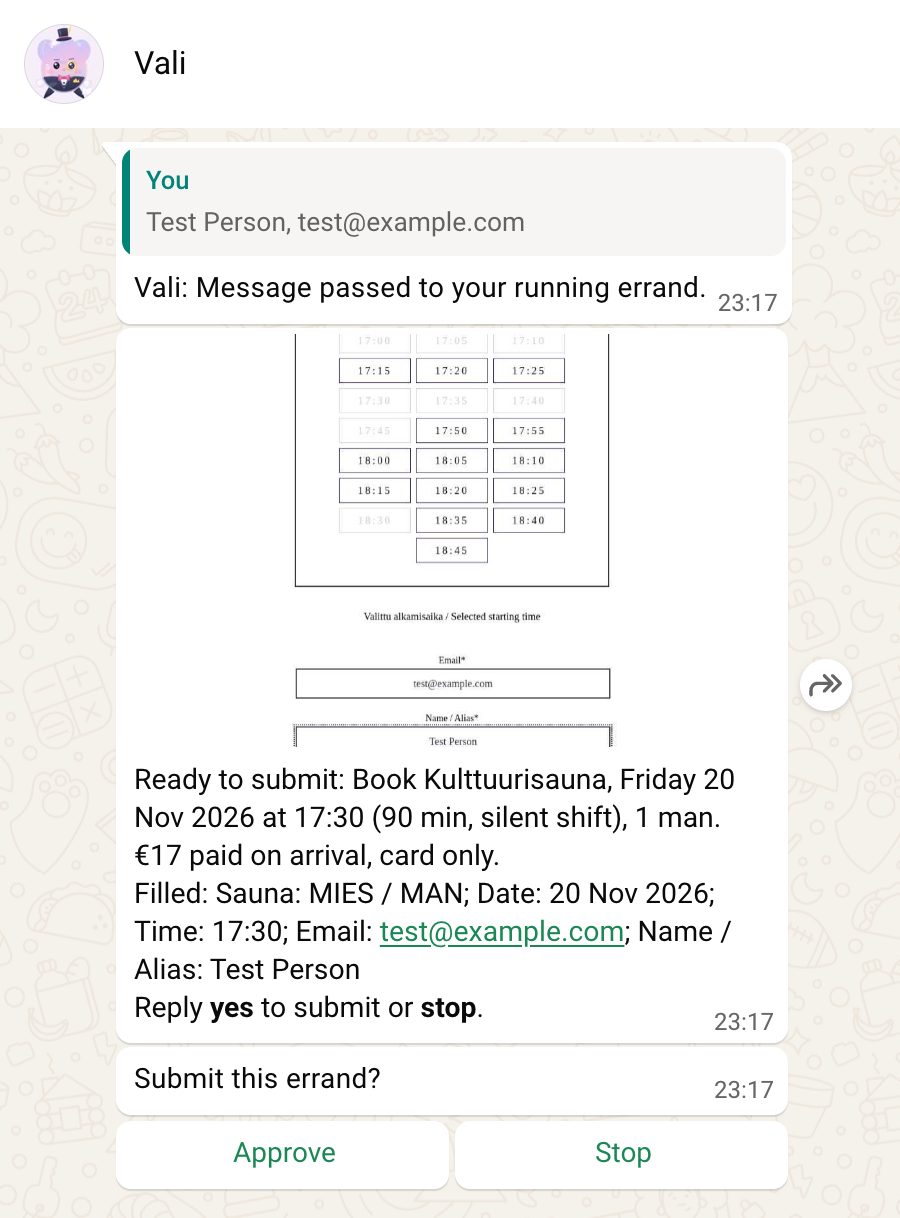 Vali
You
Test Person, test@example.com
Vali: Message passed to your running errand.
23:17
17:00 17:05 17:10
17:15 17:20 17:25
17:30 17:35 17:40
17:45 17:50 17:55
18:00 18:05 18:10
18:15 18:20 18:25
18:30 18:35 18:40
18:45
Valittu alkamisaika / Selected starting time
Email*
test@example.com
Name / Alias*
Test Person
Ready to submit: Book Kulttuurisauna, Friday 20
Nov 2026 at 17:30 (90 min, silent shift), 1 man.
€17 paid on arrival, card only.
Filled: Sauna: MIES / MAN; Date: 20 Nov 2026;
Time: 17:30; Email: test@example.com; Name /
Alias: Test Person
Reply yes to submit or stop.
23:17
Submit this errand?
23:17
Approve
Stop